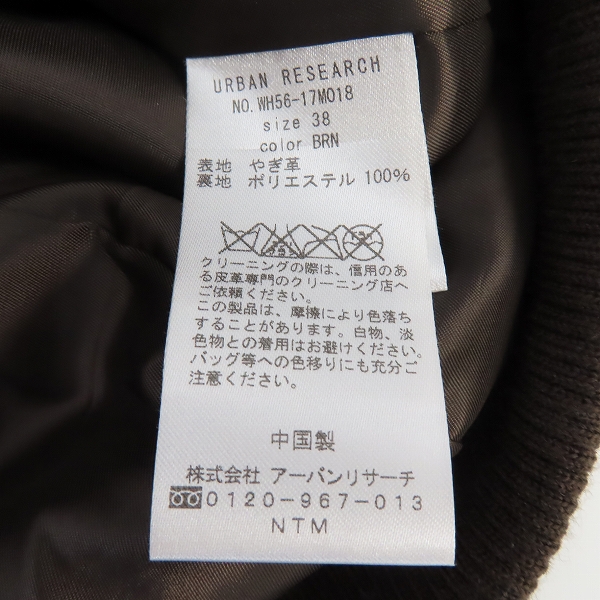 URBAN RESEARCH
NO.WH56-17M018
size 38
color BRN
表地 やぎ革
裏地 ポリエステル 100%
クリーニングの際は、信用のあ
る皮革専門のクリーニング店へ
ご依頼ください。
この製品は、摩擦により色落ち
することがあります。白物、淡
色物との着用はお避けください。
バッグ等への色移りにも充分ご
注意ください。
中国製
株式会社 アーバンリサーチ
0120-967-013
NTM